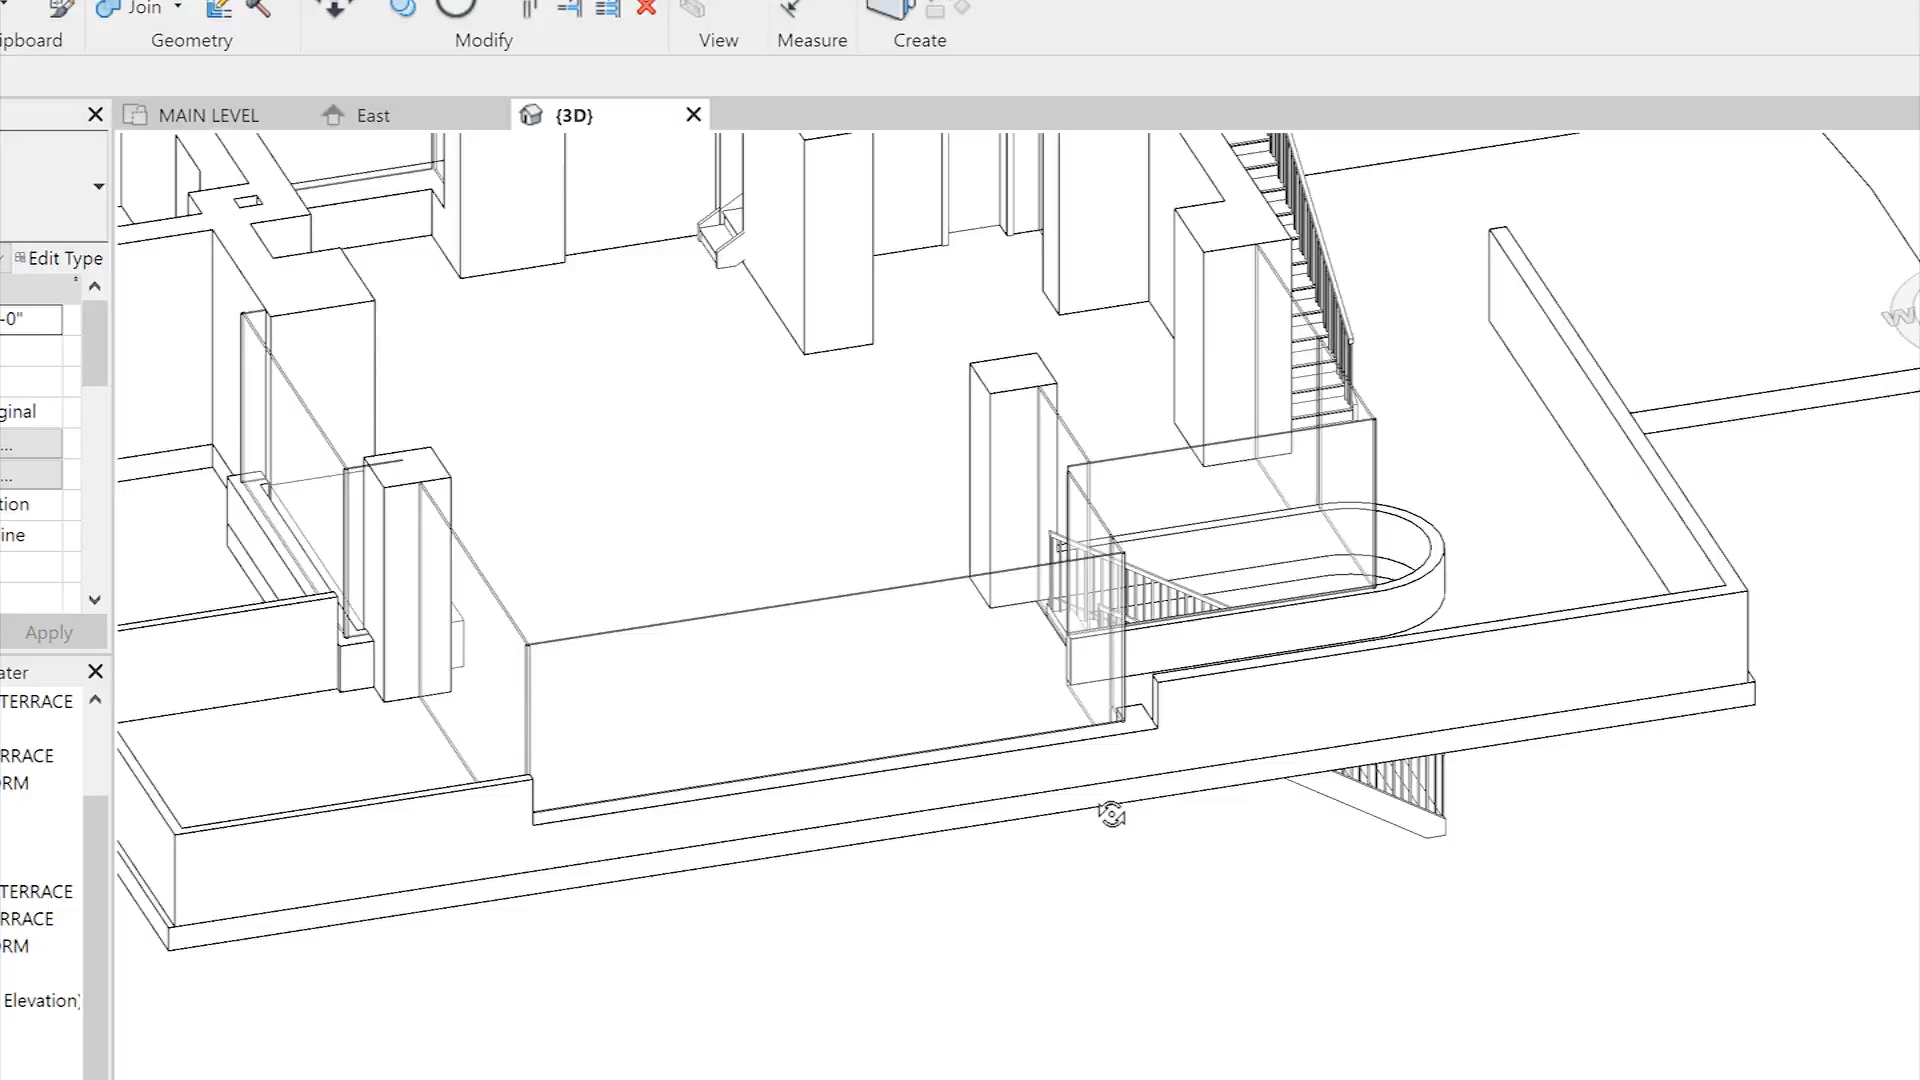 Join
ipboard
Geometry
Modify
View
Measure
Create
MAIN LEVEL
East
{3D}
Edit Type
-0"
ginal
...
...
tion
ine
Apply
ater
TERRACE
RRACE
RM
TERRACE
RRACE
RM
Elevation)
W